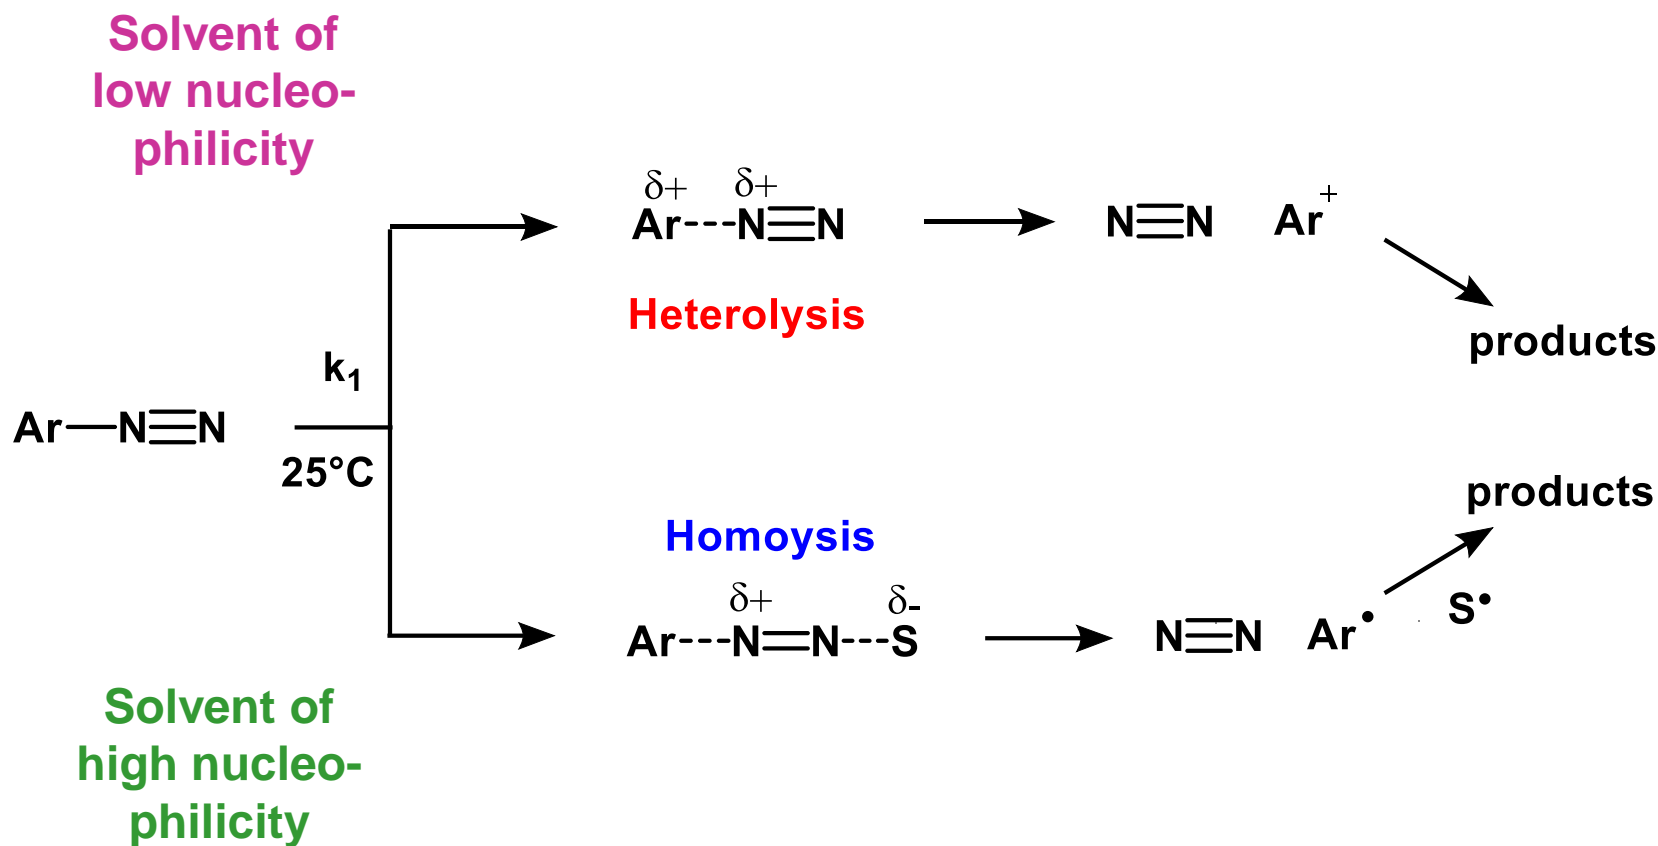 Solvent of
low nucleo-
philicity
δ+ δ+
Ar---N≡N
N≡N Ar+
Heterolysis
products
k1
Ar—N≡N
25°C
products
Homoysis
δ+ δ-
Ar---N=N---S
N≡N Ar• S•
Solvent of
high nucleo-
philicity